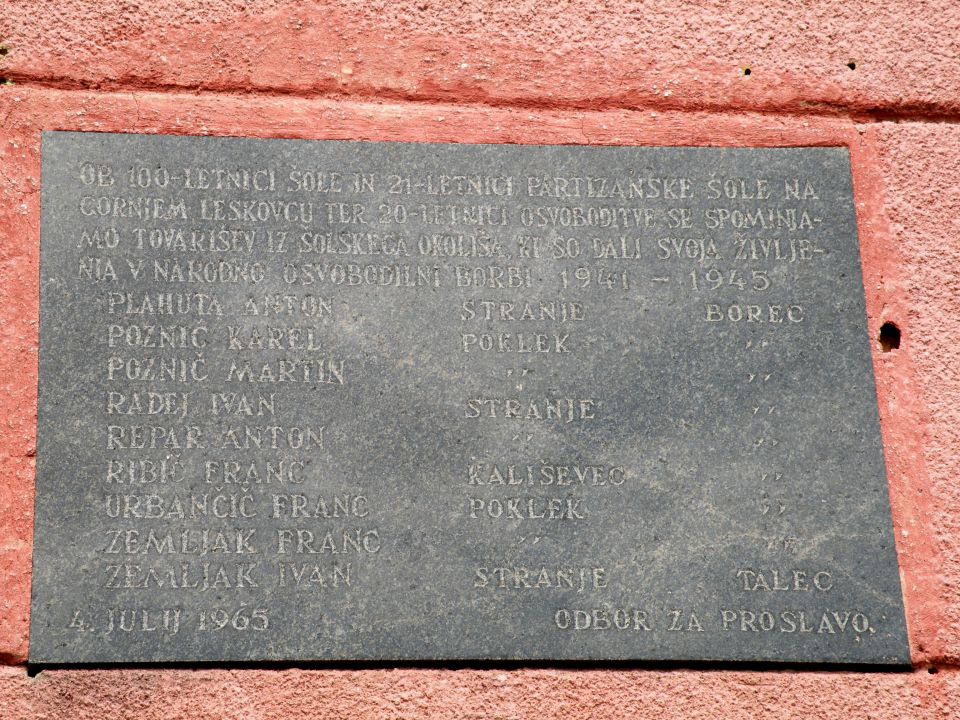 OB 100-LETNICI ŠOLE IN 21-LETNICI PARTIZANSKE ŠOLE NA
GORNJEM LESKOVCU TER 20-LETNICI OSVOBODITVE SE SPOMINJA-
MO TOVARIŠEV IZ ŠOLSKEGA OKOLIŠA, KI SO DALI SVOJA ŽIVLJE-
NJA V NARODNO OSVOBODILNI BORBI 1941 – 1945
PLAHUTA ANTON STRANJE BOREC
POZNIČ KAREL POKLEK ,,
POZNIČ MARTIN ,, ,,
RADEJ IVAN STRANJE ,,
REPAR ANTON ,, ,,
RIBIČ FRANC KALIŠEVEC ,,
URBANČIČ FRANC POKLEK ,,
ZEMLJAK FRANC ,, ,,
ZEMLJAK IVAN STRANJE TALEC
4. JULIJ 1965 ODBOR ZA PROSLAVO.